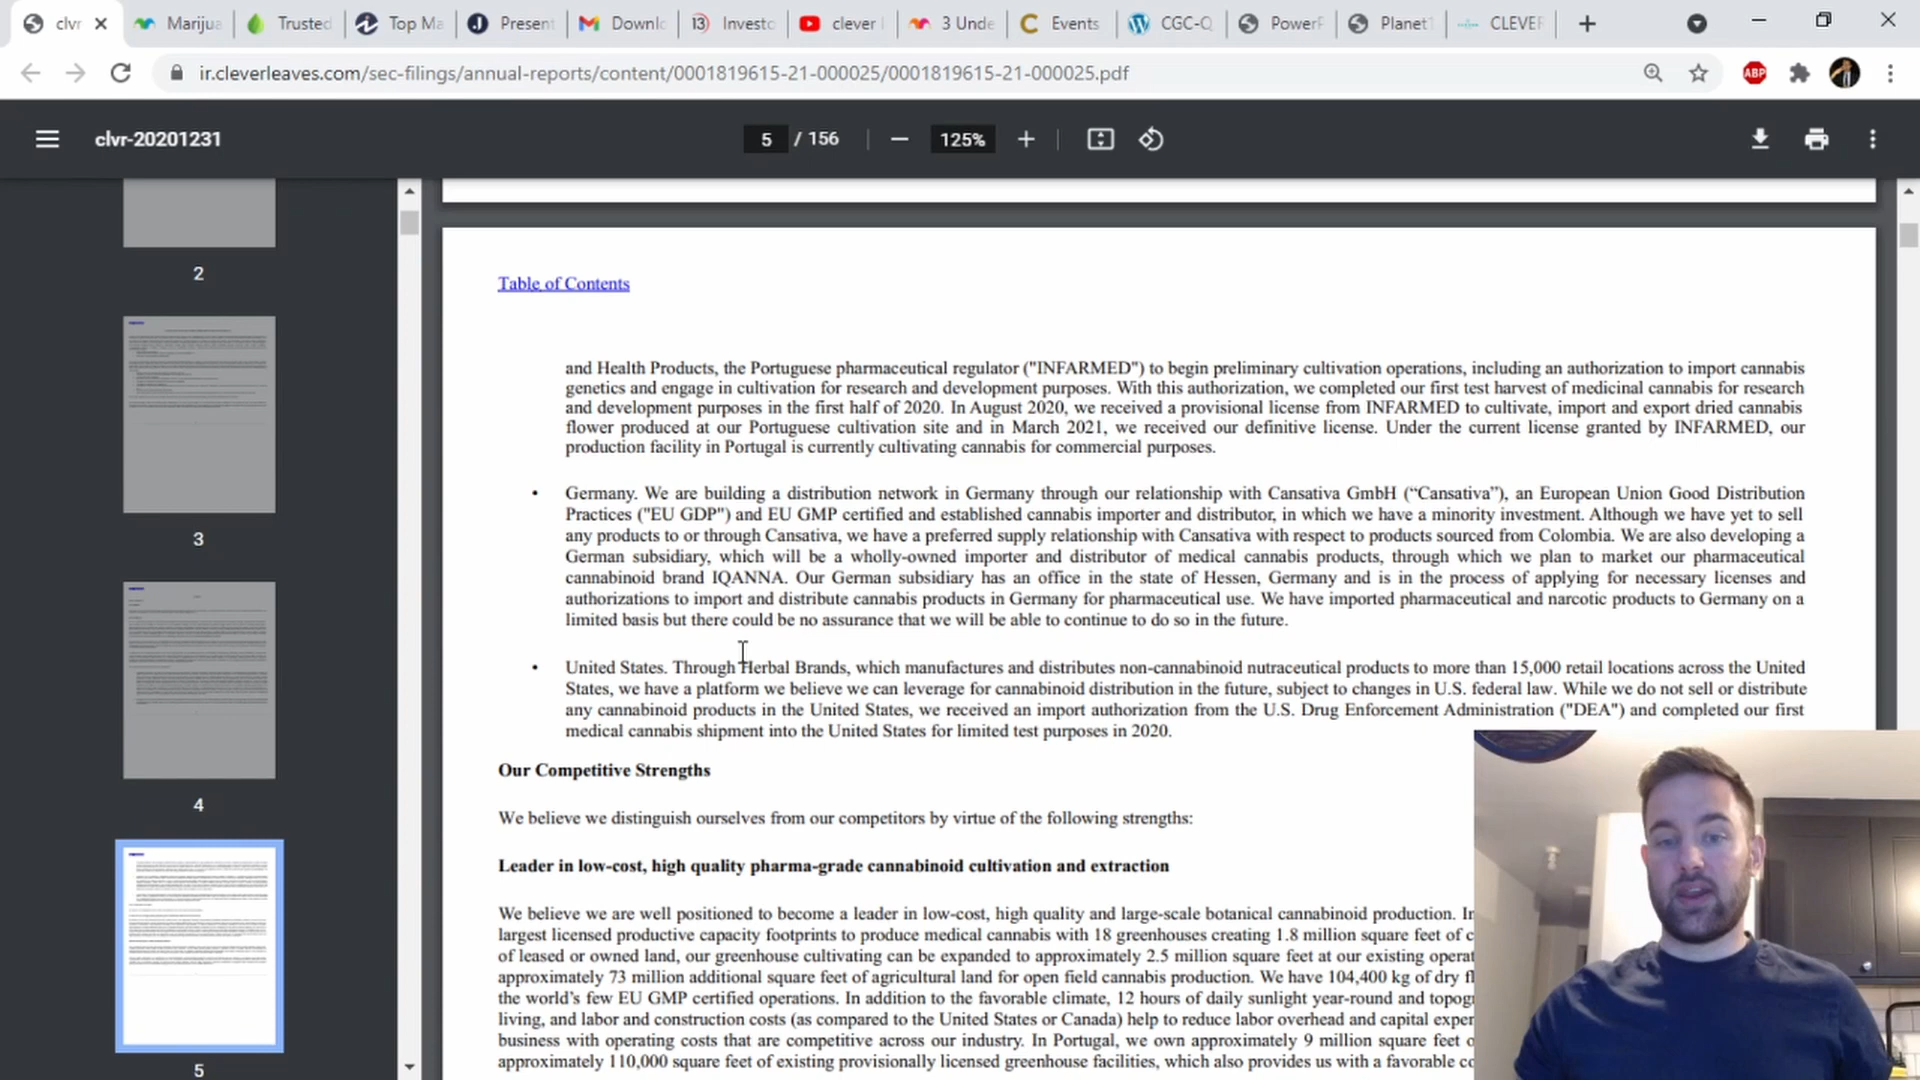 clvr
Mariju
Trusted
Top Ma
Present
Downlo
13
Investo
clever
3 Unde
Events
CGC-Q
PowerP
Planet
CLEVER
ir.cleverleaves.com/sec-filings/annual-reports/content/0001819615-21-000025/0001819615-21-000025.pdf
ABP
clvr-20201231
5 / 156
125%
2
3
4
5
Table of Contents
and Health Products, the Portuguese pharmaceutical regulator ("INFARMED") to begin preliminary cultivation operations, including an authorization to import cannabis
genetics and engage in cultivation for research and development purposes. With this authorization, we completed our first test harvest of medicinal cannabis for research
and development purposes in the first half of 2020. In August 2020, we received a provisional license from INFARMED to cultivate, import and export dried cannabis
flower produced at our Portuguese cultivation site and in March 2021, we received our definitive license. Under the current license granted by INFARMED, our
production facility in Portugal is currently cultivating cannabis for commercial purposes.
• Germany. We are building a distribution network in Germany through our relationship with Cansativa GmbH (“Cansativa”), an European Union Good Distribution
Practices ("EU GDP") and EU GMP certified and established cannabis importer and distributor, in which we have a minority investment. Although we have yet to sell
any products to or through Cansativa, we have a preferred supply relationship with Cansativa with respect to products sourced from Colombia. We are also developing a
German subsidiary, which will be a wholly-owned importer and distributor of medical cannabis products, through which we plan to market our pharmaceutical
cannabinoid brand IQANNA. Our German subsidiary has an office in the state of Hessen, Germany and is in the process of applying for necessary licenses and
authorizations to import and distribute cannabis products in Germany for pharmaceutical use. We have imported pharmaceutical and narcotic products to Germany on a
limited basis but there could be no assurance that we will be able to continue to do so in the future.
• United States. Through Herbal Brands, which manufactures and distributes non-cannabinoid nutraceutical products to more than 15,000 retail locations across the United
States, we have a platform we believe we can leverage for cannabinoid distribution in the future, subject to changes in U.S. federal law. While we do not sell or distribute
any cannabinoid products in the United States, we received an import authorization from the U.S. Drug Enforcement Administration ("DEA") and completed our first
medical cannabis shipment into the United States for limited test purposes in 2020.
Our Competitive Strengths
We believe we distinguish ourselves from our competitors by virtue of the following strengths:
Leader in low-cost, high quality pharma-grade cannabinoid cultivation and extraction
We believe we are well positioned to become a leader in low-cost, high quality and large-scale botanical cannabinoid production. In
largest licensed productive capacity footprints to produce medical cannabis with 18 greenhouses creating 1.8 million square feet of c
of leased or owned land, our greenhouse cultivating can be expanded to approximately 2.5 million square feet at our existing operat
approximately 73 million additional square feet of agricultural land for open field cannabis production. We have 104,400 kg of dry fl
the world’s few EU GMP certified operations. In addition to the favorable climate, 12 hours of daily sunlight year-round and topogr
living, and labor and construction costs (as compared to the United States or Canada) help to reduce labor overhead and capital exper
business with operating costs that are competitive across our industry. In Portugal, we own approximately 9 million square feet o
approximately 110,000 square feet of existing provisionally licensed greenhouse facilities, which also provides us with a favorable co